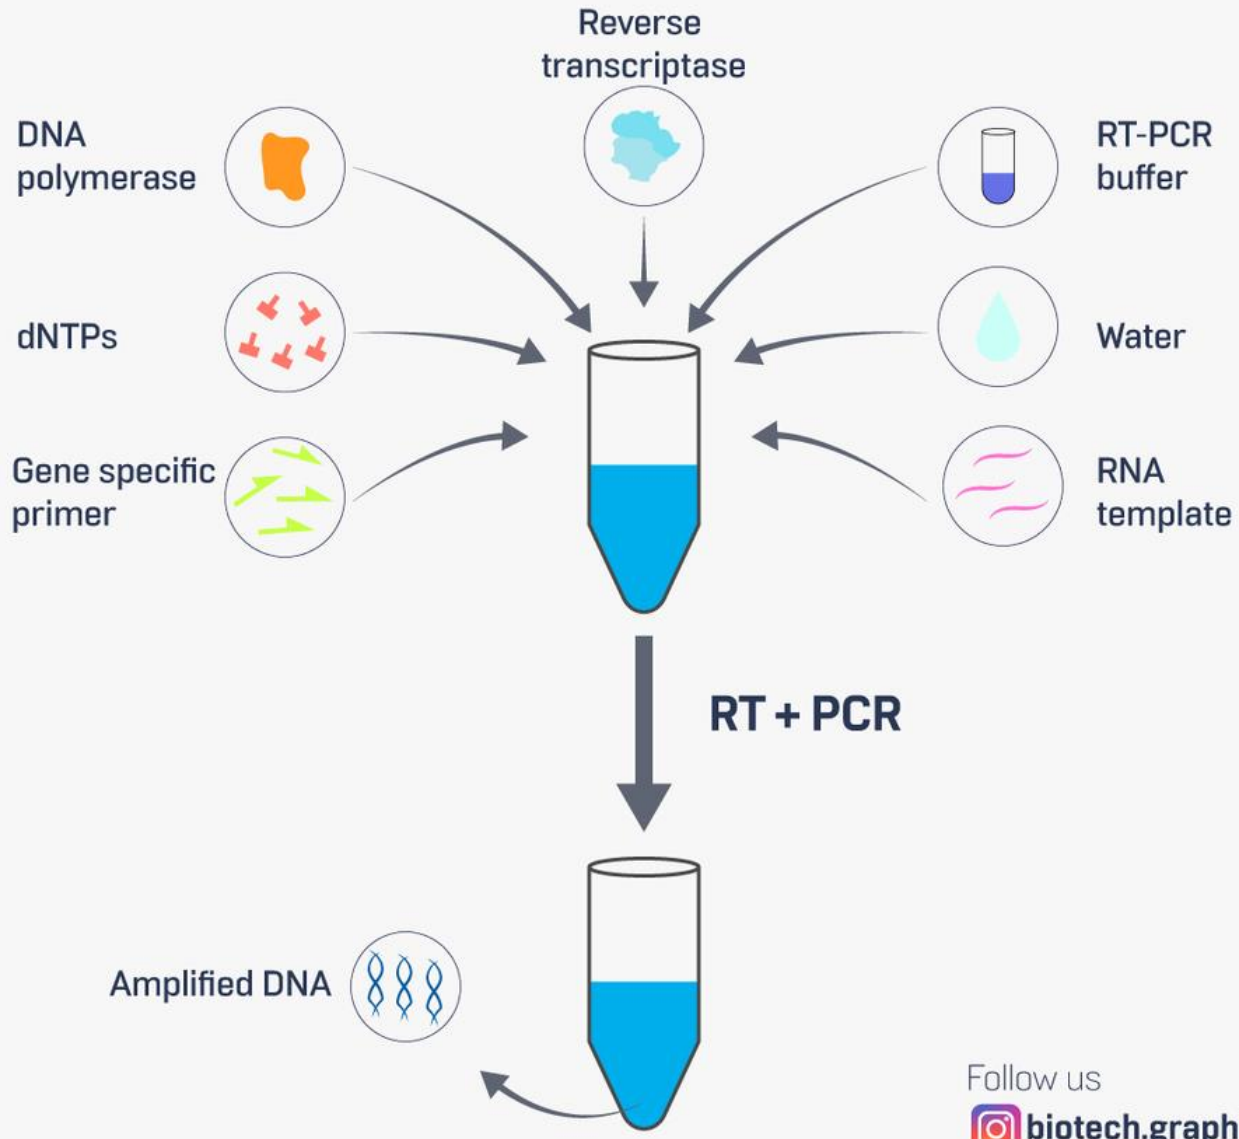 Reverse
transcriptase
DNA
polymerase
RT-PCR
buffer
dNTPs
Water
Gene specific
primer
RNA
template
RT + PCR
Amplified DNA
Follow us
biotech.graph